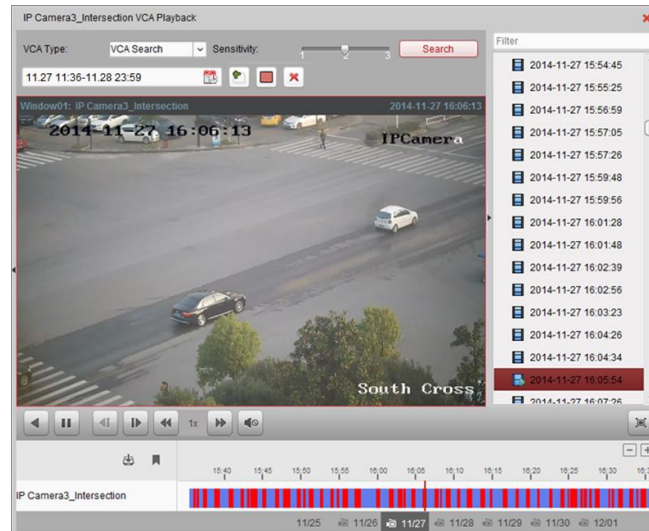 IP Camera3_Intersection VCA Playback
VCA Type: VCA Search Sensitivity: 1 2 3 Search
11.27 11:36-11.28 23:59
Window01: IP Camera3_Intersection 2014-11-27 16:06:13
2014-11-27 16:06:13 IPCamera
South Cross
Filter
2014-11-27 15:54:45
2014-11-27 15:55:25
2014-11-27 15:56:59
2014-11-27 15:57:05
2014-11-27 15:57:26
2014-11-27 15:59:48
2014-11-27 15:59:56
2014-11-27 16:01:28
2014-11-27 16:01:48
2014-11-27 16:02:39
2014-11-27 16:02:56
2014-11-27 16:03:23
2014-11-27 16:04:26
2014-11-27 16:04:34
2014-11-27 16:05:54
2014-11-27 16:07:26
1x
15:40 15:45 15:50 15:55 16:00 16:05 16:10 16:15 16:20 16:25 16:30
IP Camera3_Intersection
11/25 11/26 11/27 11/28 11/29 11/30 12/01